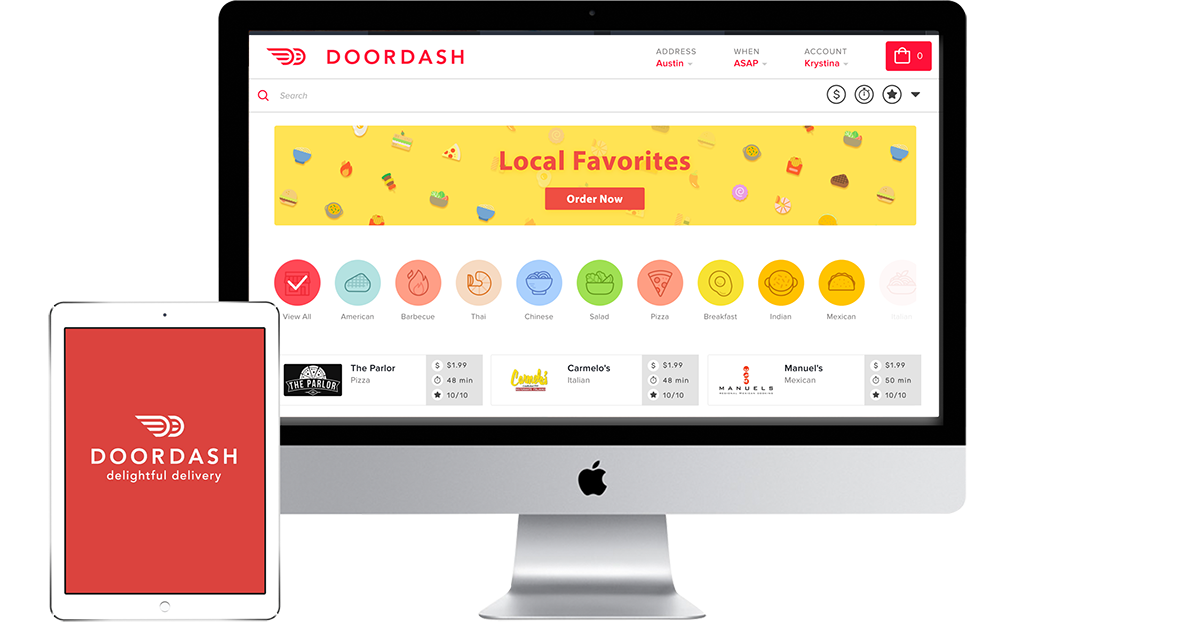 DOORDASH
ADDRESS
Austin
WHEN
ASAP
ACCOUNT
Krystina
0
Search
$
Local Favorites
Order Now
View All
American
Barbecue
Thai
Chinese
Salad
Pizza
Breakfast
Indian
Mexican
Italian
THE PARLOR
The Parlor
Pizza
$ $1.99
48 min
10/10
Carmelo's
Carmelo's
Italian
$ $1.99
48 min
10/10
MANUELS
Manuel's
Mexican
$ $1.99
50 min
10/10
DOORDASH
delightful delivery